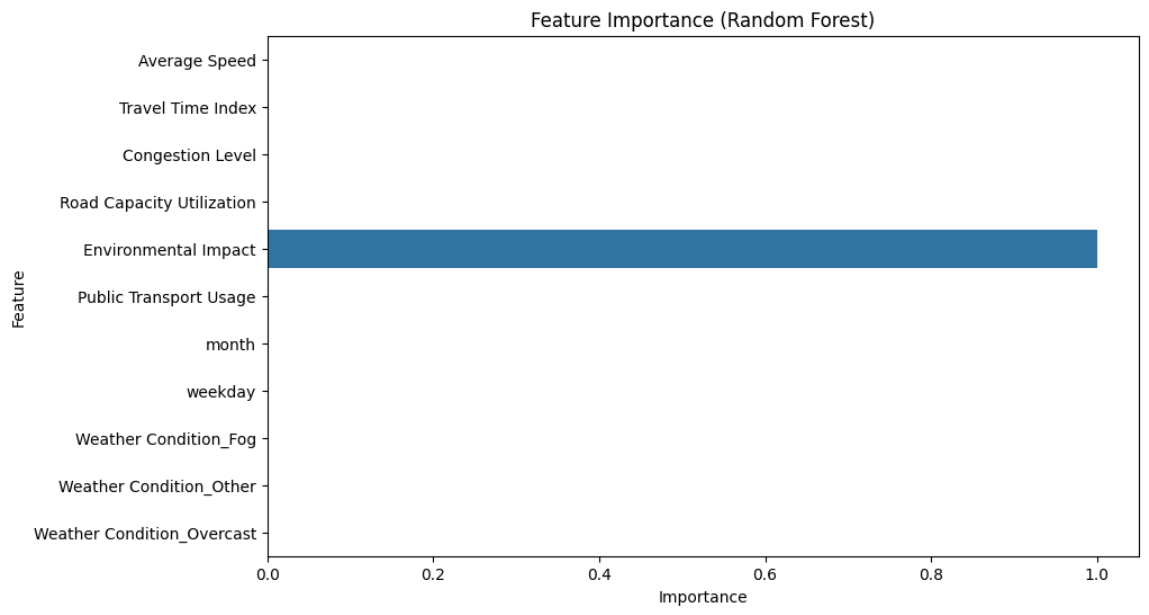 Feature Importance (Random Forest)
Feature
Average Speed
Travel Time Index
Congestion Level
Road Capacity Utilization
Environmental Impact
Public Transport Usage
month
weekday
Weather Condition_Fog
Weather Condition_Other
Weather Condition_Overcast
0.0 0.2 0.4 0.6 0.8 1.0
Importance